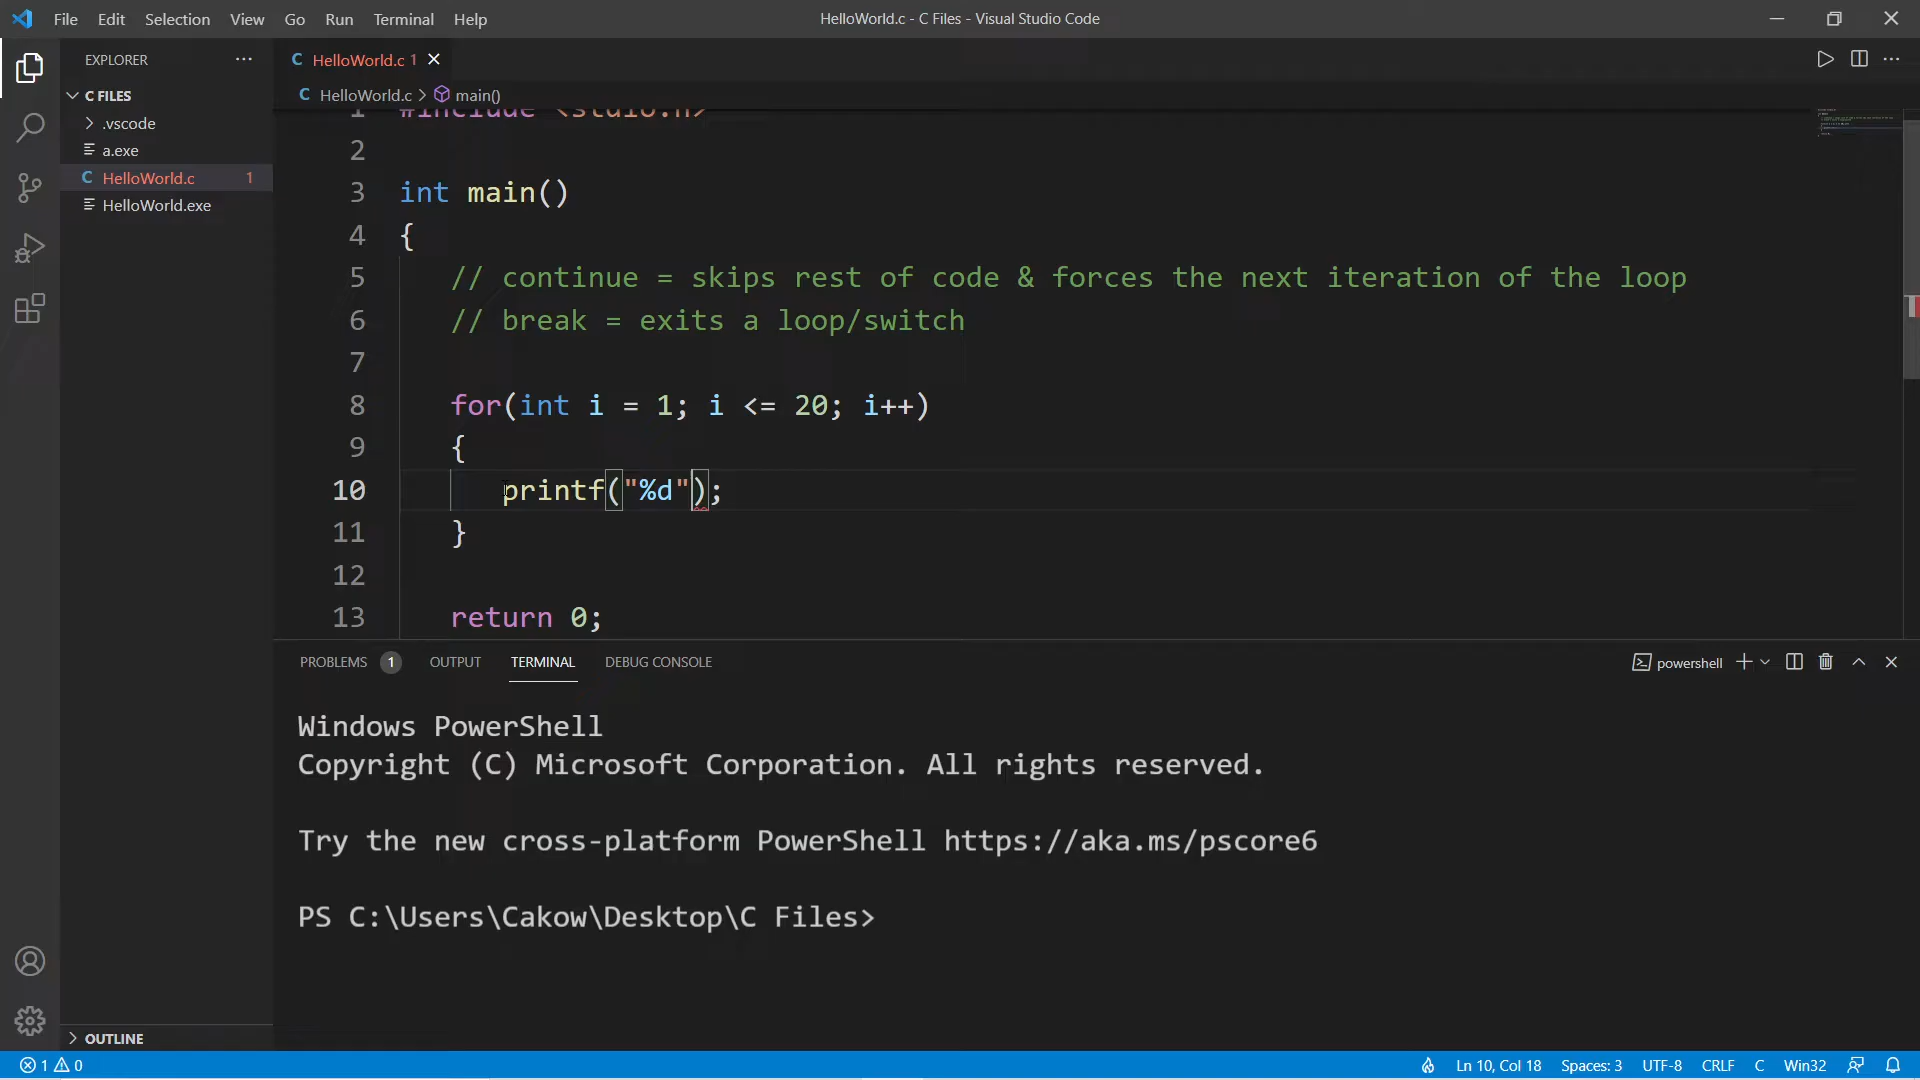 File Edit Selection View Go Run Terminal Help
HelloWorld.c - C Files - Visual Studio Code
EXPLORER
C HelloWorld.c 1
C HelloWorld.c > main()
C FILES
.vscode
a.exe
C HelloWorld.c 1
HelloWorld.exe
OUTLINE
1 #include <stdio.h>
2
3 int main()
4 {
5 // continue = skips rest of code & forces the next iteration of the loop
6 // break = exits a loop/switch
7
8 for(int i = 1; i <= 20; i++)
9 {
10 printf("%d");
11 }
12
13 return 0;
PROBLEMS 1 OUTPUT TERMINAL DEBUG CONSOLE
powershell
Windows PowerShell
Copyright (C) Microsoft Corporation. All rights reserved.
Try the new cross-platform PowerShell https://aka.ms/pscore6
PS C:\Users\Cakow\Desktop\C Files>
1 0
Ln 10, Col 18 Spaces: 3 UTF-8 CRLF C Win32